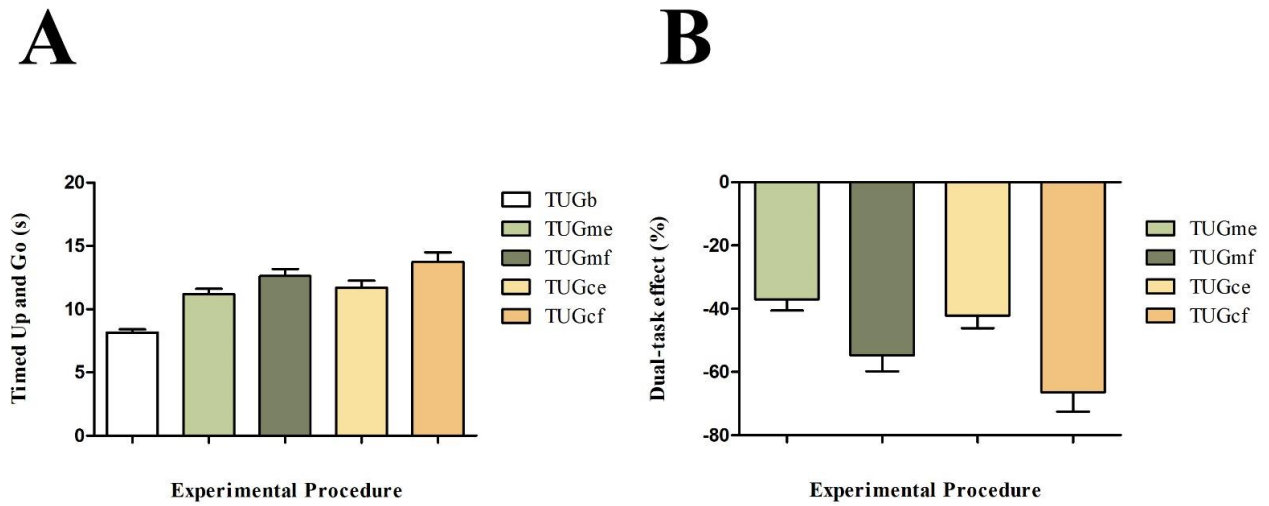 A
B
Timed Up and Go (s)
20
15
10
5
0
TUGb
TUGme
TUGmf
TUGce
TUGcf
Experimental Procedure
Dual-task effect (%)
0
-20
-40
-60
-80
TUGme
TUGmf
TUGce
TUGcf
Experimental Procedure